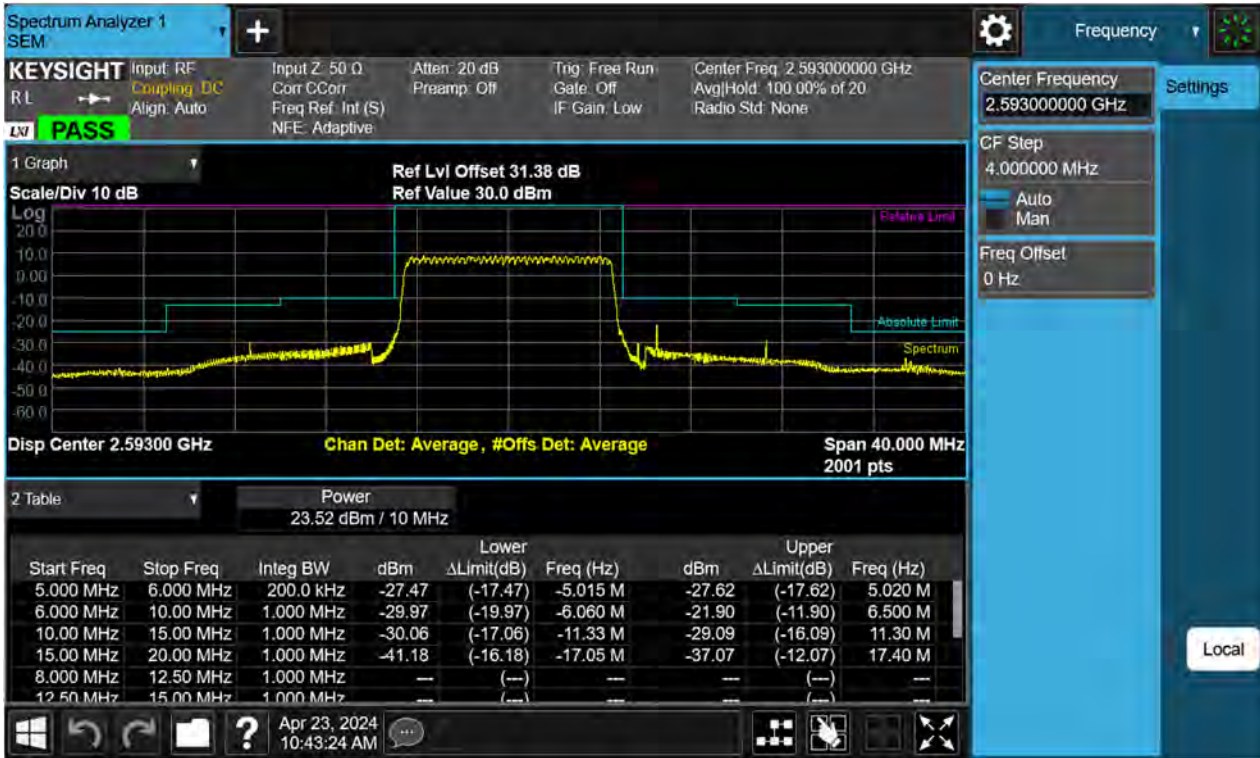 Spectrum Analyzer 1
SEM
+
Frequency
KEYSIGHT
R L
LXI
PASS
Input: RF
Coupling: DC
Align: Auto
Input Z: 50 Ω
Corr CCorr
Freq Ref: Int (S)
NFE: Adaptive
Atten: 20 dB
Preamp: Off
Trig: Free Run
Gate: Off
IF Gain: Low
Center Freq: 2.593000000 GHz
Avg|Hold: 100.00% of 20
Radio Std: None
Center Frequency
2.593000000 GHz
Settings
CF Step
4.000000 MHz
Auto
Man
Freq Offset
0 Hz
Local
1 Graph
Scale/Div 10 dB
Ref Lvl Offset 31.38 dB
Ref Value 30.0 dBm
Log
20.0
10.0
0.00
-10.0
-20.0
-30.0
-40.0
-50.0
-60.0
Relative Limit
Absolute Limit
Spectrum
Disp Center 2.59300 GHz
Chan Det: Average , #Offs Det: Average
Span 40.000 MHz
2001 pts
2 Table
Power
23.52 dBm / 10 MHz
Lower Upper
Start Freq Stop Freq Integ BW dBm ΔLimit(dB) Freq (Hz) dBm ΔLimit(dB) Freq (Hz)
5.000 MHz 6.000 MHz 200.0 kHz -27.47 (-17.47) -5.015 M -27.62 (-17.62) 5.020 M
6.000 MHz 10.00 MHz 1.000 MHz -29.97 (-19.97) -6.060 M -21.90 (-11.90) 6.500 M
10.00 MHz 15.00 MHz 1.000 MHz -30.06 (-17.06) -11.33 M -29.09 (-16.09) 11.30 M
15.00 MHz 20.00 MHz 1.000 MHz -41.18 (-16.18) -17.05 M -37.07 (-12.07) 17.40 M
8.000 MHz 12.50 MHz 1.000 MHz --- (---) --- --- (---) ---
12.50 MHz 15.00 MHz 1.000 MHz --- (---) --- --- (---) ---
?
Apr 23, 2024
10:43:24 AM